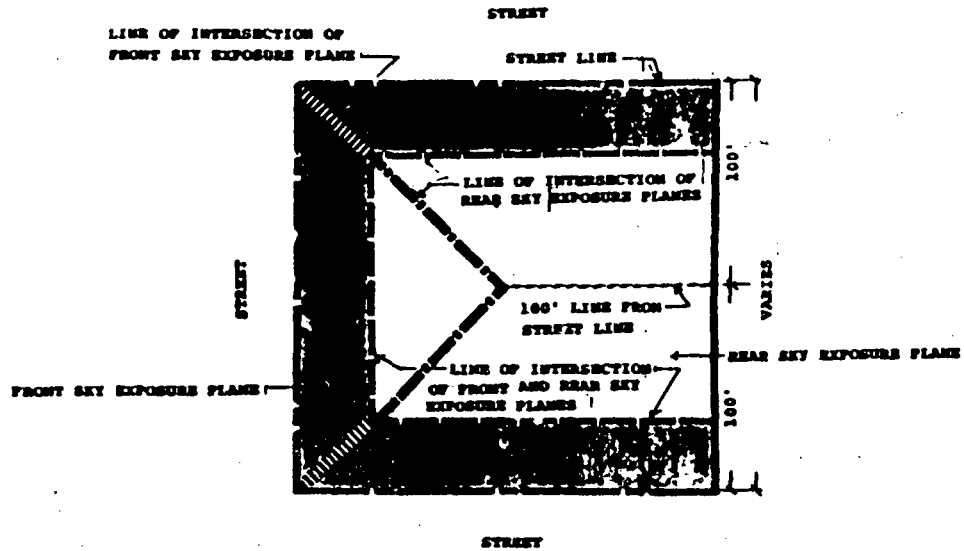 STREET
LINE OF INTERSECTION OF
FRONT SKY EXPOSURE PLANE
STREET LINE
100'
LINE OF INTERSECTION OF
REAR SKY EXPOSURE PLANES
STREET
VARIES
100' LINE FROM
STREET LINE
REAR SKY EXPOSURE PLANE
LINE OF INTERSECTION
OF FRONT AND REAR SKY
EXPOSURE PLANES
FRONT SKY EXPOSURE PLANE
100'
STREET